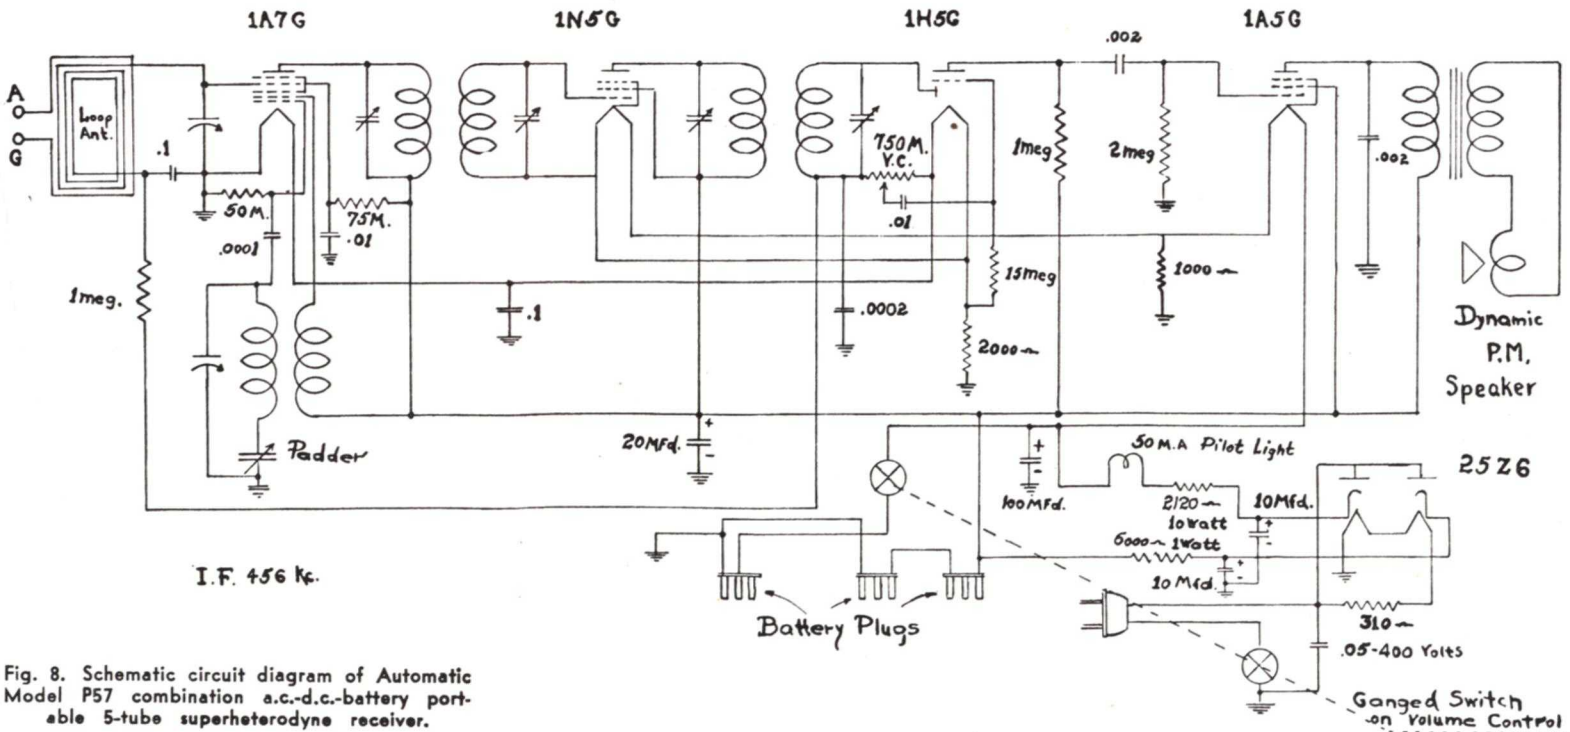 1A7G
1N5G
1H5G
1A5G
A
G
Loop
Ant.
.1
50M.
.0001
75M.
.01
1meg.
Padder
.1
20Mfd.
+
-
750M.
V.C.
.01
15meg
.0002
2000~
1meg
.002
2meg
1000~
.002
Dynamic
P.M.
Speaker
25Z6
50M.A Pilot Light
+
-
100MFd.
2120~
10Watt
10Mfd.
+
-
6000~ 1Watt
10Mfd.
+
-
310~
.05-400 Volts
Battery Plugs
Ganged Switch
on Volume Control
I.F. 456 Kc.
Fig. 8. Schematic circuit diagram of Automatic
Model P57 combination a.c.-d.c.-battery port-
able 5-tube superheterodyne receiver.